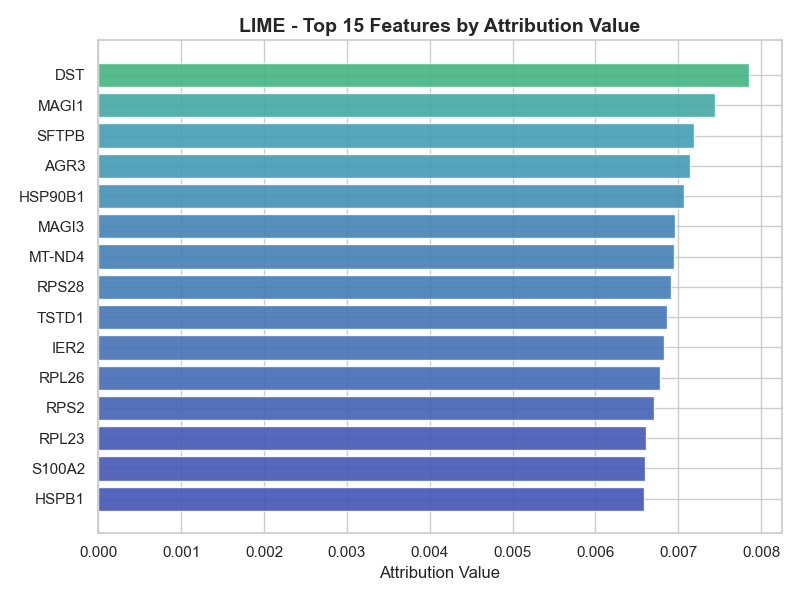 LIME - Top 15 Features by Attribution Value
DST
MAGI1
SFTPB
AGR3
HSP90B1
MAGI3
MT-ND4
RPS28
TSTD1
IER2
RPL26
RPS2
RPL23
S100A2
HSPB1
0.000 0.001 0.002 0.003 0.004 0.005 0.006 0.007 0.008
Attribution Value